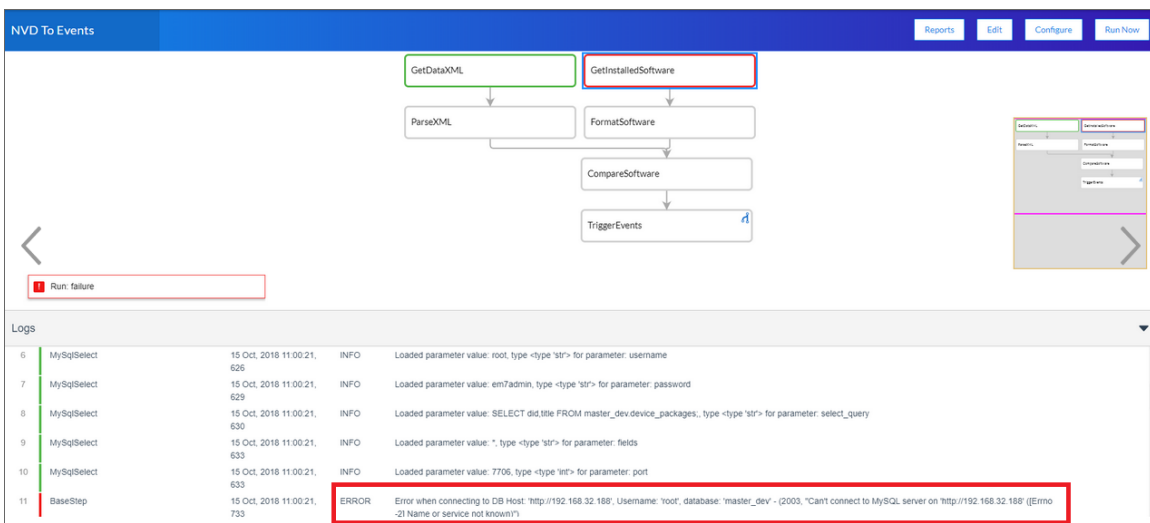 NVD To Events
Reports Edit Configure Run Now
GetDataXML GetInstalledSoftware
ParseXML FormatSoftware
CompareSoftware
TriggerEvents
GetDataXML GetInstalledSoftware
ParseXML FormatSoftware
CompareSoftware
TriggerEvents
! Run: failure
Logs
6 MySqlSelect 15 Oct, 2018 11:00:21, INFO Loaded parameter value: root, type <type 'str'> for parameter: username
626
7 MySqlSelect 15 Oct, 2018 11:00:21, INFO Loaded parameter value: em7admin, type <type 'str'> for parameter: password
629
8 MySqlSelect 15 Oct, 2018 11:00:21, INFO Loaded parameter value: SELECT did,title FROM master_dev.device_packages;, type <type 'str'> for parameter: select_query
630
9 MySqlSelect 15 Oct, 2018 11:00:21, INFO Loaded parameter value: *, type <type 'str'> for parameter: fields
633
10 MySqlSelect 15 Oct, 2018 11:00:21, INFO Loaded parameter value: 7706, type <type 'int'> for parameter: port
633
11 BaseStep 15 Oct, 2018 11:00:21, ERROR Error when connecting to DB Host: 'http://192.168.32.188', Username: 'root', database: 'master_dev' - (2003, "Can't connect to MySQL server on 'http://192.168.32.188' ([Errno
733 -2] Name or service not known)")